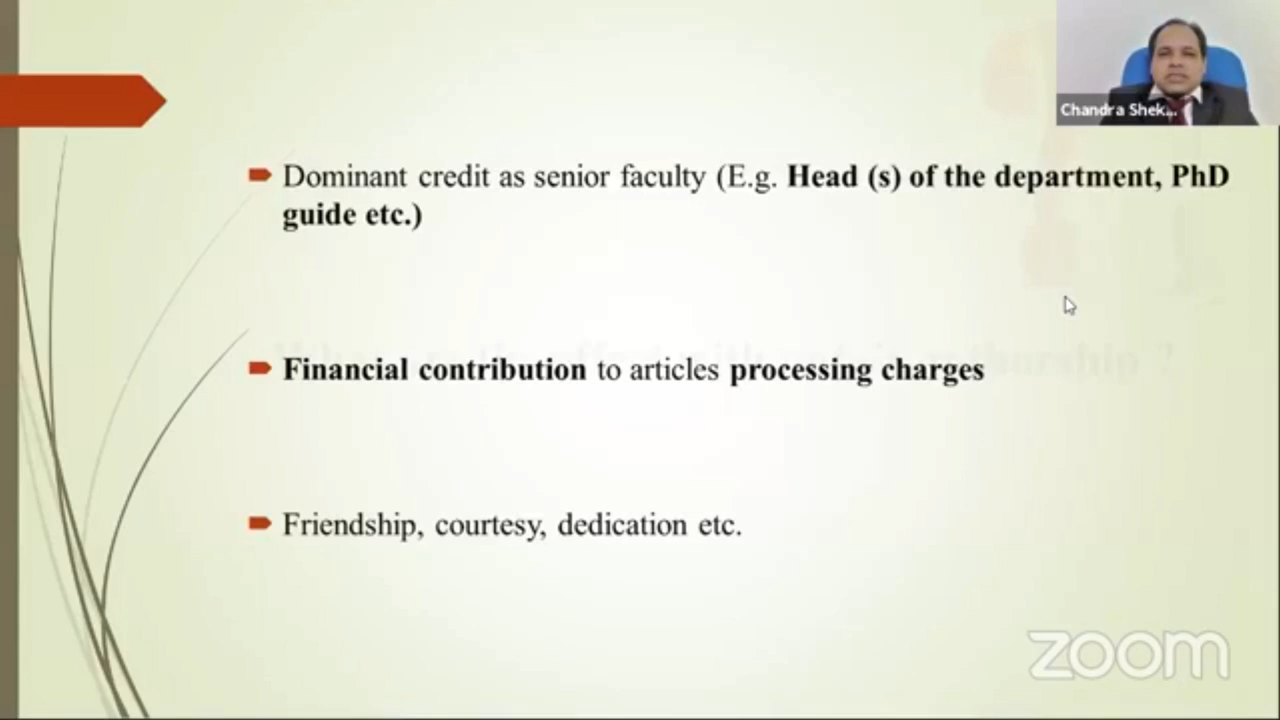 Chandra Shek...
Dominant credit as senior faculty (E.g. Head (s) of the department, PhD
guide etc.)
Financial contribution to articles processing charges
Friendship, courtesy, dedication etc.
zoom